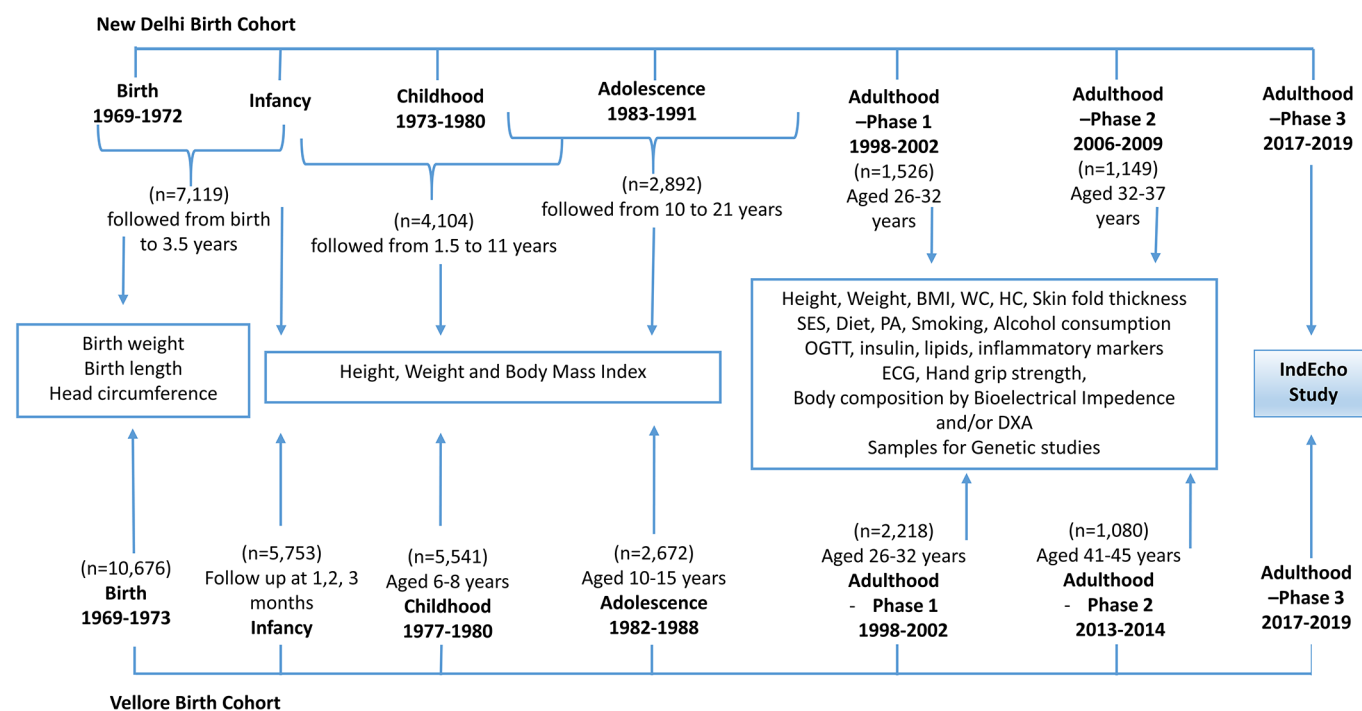 New Delhi Birth Cohort
Birth
1969-1972
Infancy
Childhood
1973-1980
Adolescence
1983-1991
Adulthood
–Phase 1
1998-2002
(n=1,526)
Aged 26-32
years
Adulthood
–Phase 2
2006-2009
(n=1,149)
Aged 32-37
years
Adulthood
–Phase 3
2017-2019
(n=7,119)
followed from birth
to 3.5 years
(n=4,104)
followed from 1.5 to 11 years
(n=2,892)
followed from 10 to 21 years
Birth weight
Birth length
Head circumference
Height, Weight and Body Mass Index
Height, Weight, BMI, WC, HC, Skin fold thickness
SES, Diet, PA, Smoking, Alcohol consumption
OGTT, insulin, lipids, inflammatory markers
ECG, Hand grip strength,
Body composition by Bioelectrical Impedence
and/or DXA
Samples for Genetic studies
IndEcho
Study
(n=10,676)
Birth
1969-1973
(n=5,753)
Follow up at 1,2, 3
months
Infancy
(n=5,541)
Aged 6-8 years
Childhood
1977-1980
(n=2,672)
Aged 10-15 years
Adolescence
1982-1988
(n=2,218)
Aged 26-32 years
Adulthood
- Phase 1
1998-2002
(n=1,080)
Aged 41-45 years
Adulthood
- Phase 2
2013-2014
Adulthood
–Phase 3
2017-2019
Vellore Birth Cohort